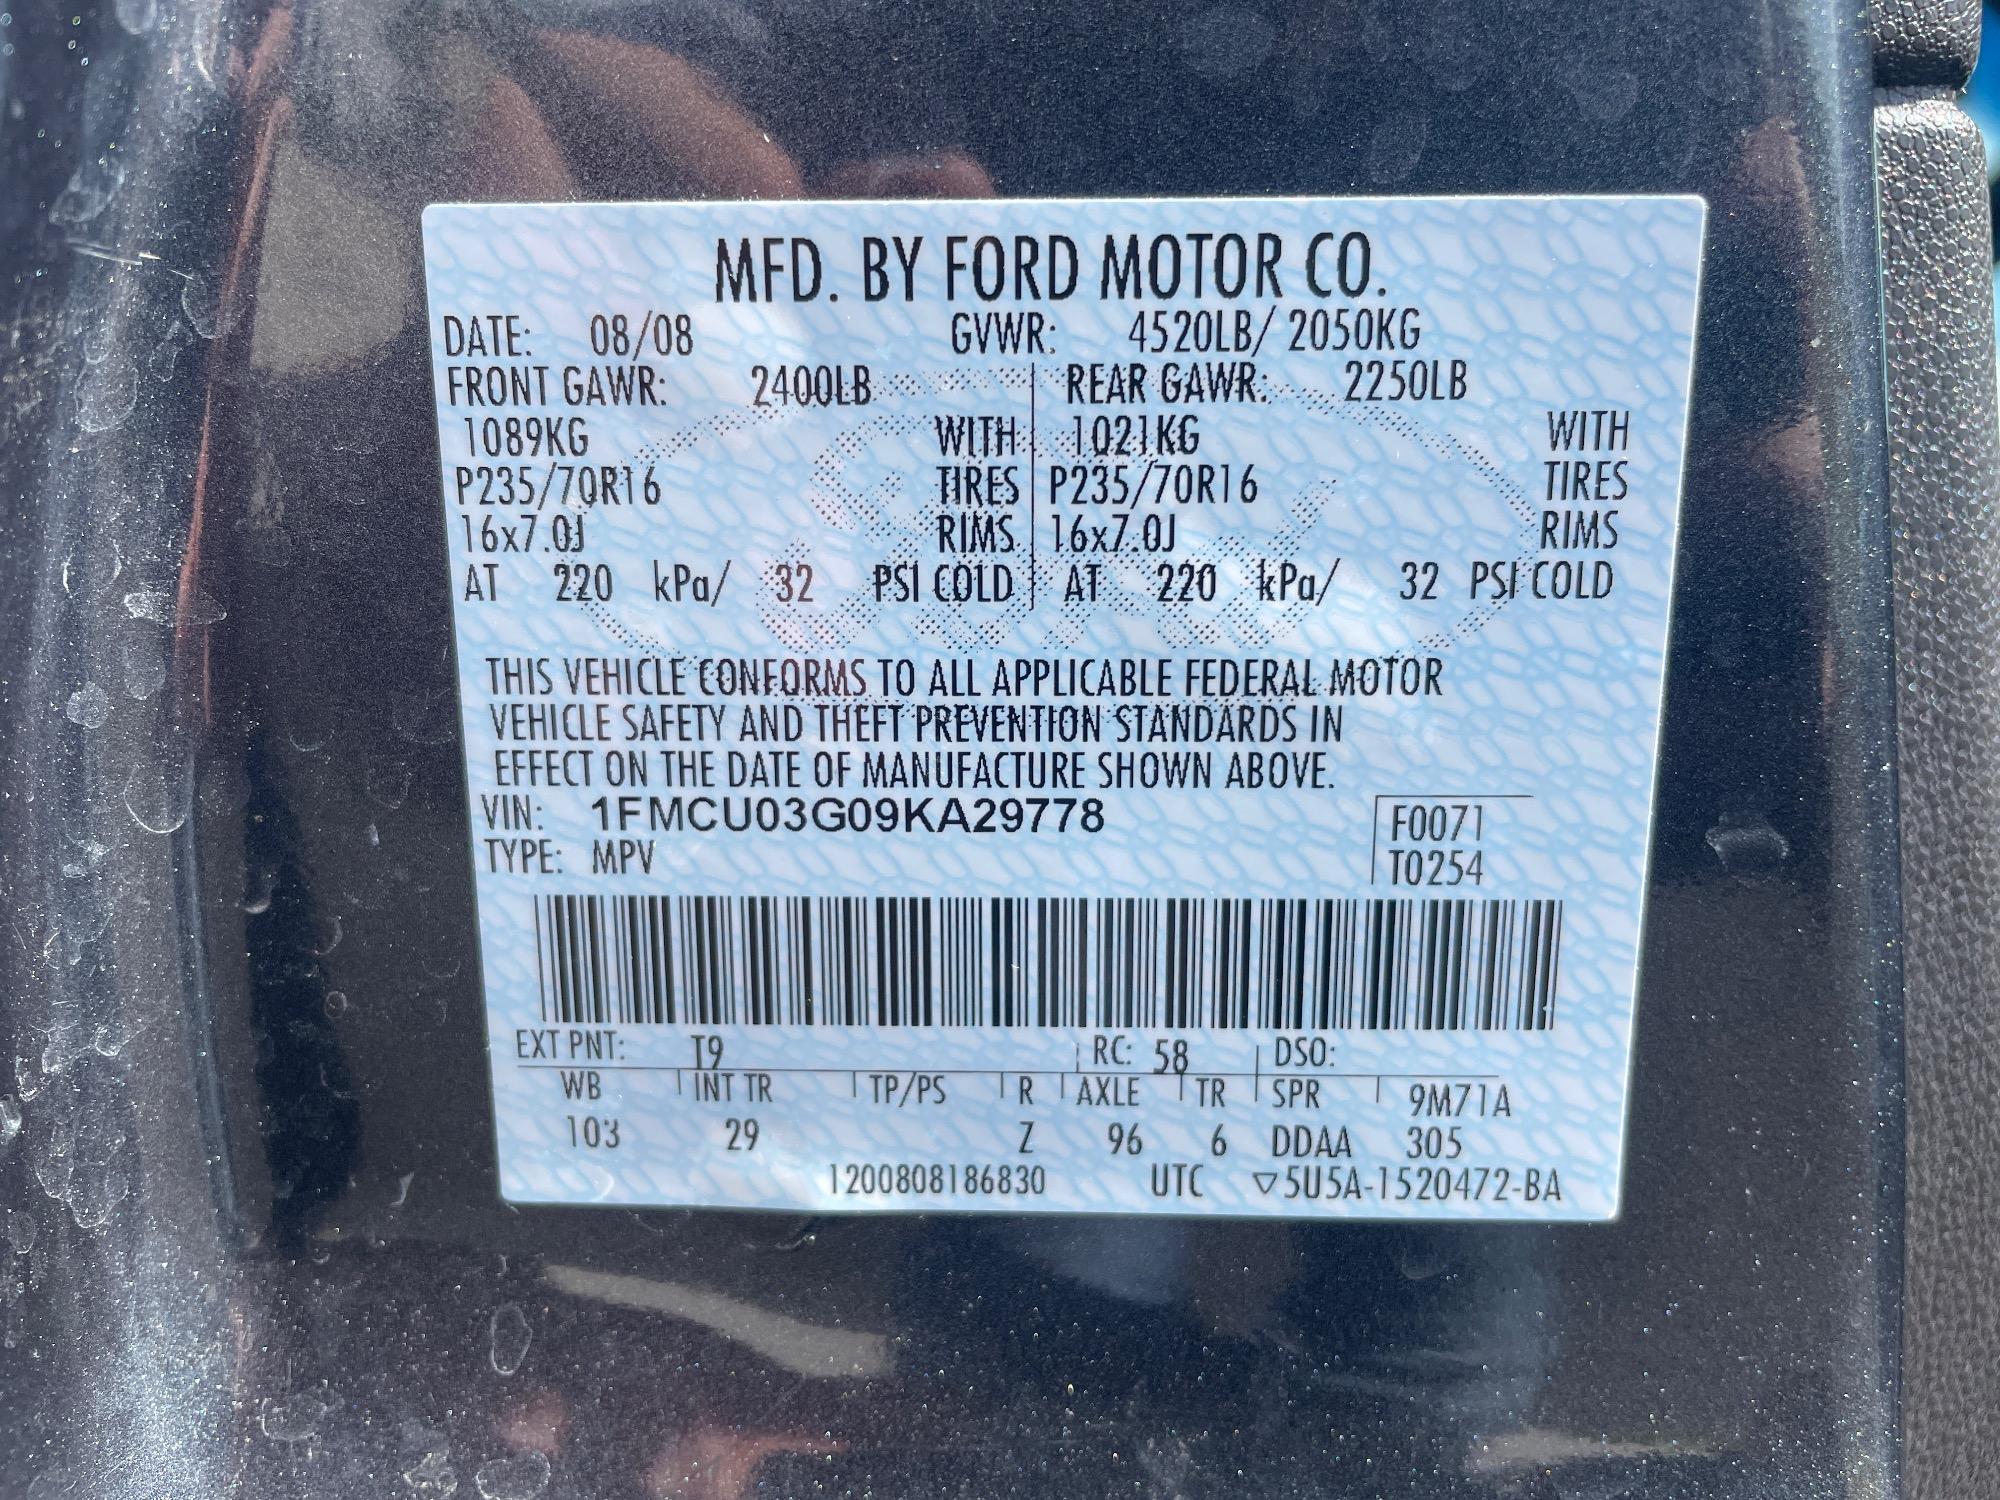 MFD. BY FORD MOTOR CO.
DATE: 08/08 GVWR: 4520LB/ 2050KG
FRONT GAWR: 2400LB REAR GAWR: 2250LB
1089KG WITH 1021KG WITH
P235/70R16 TIRES P235/70R16 TIRES
16x7.0J RIMS 16x7.0J RIMS
AT 220 kPa/ 32 PSI COLD AT 220 kPa/ 32 PSI COLD
THIS VEHICLE CONFORMS TO ALL APPLICABLE FEDERAL MOTOR
VEHICLE SAFETY AND THEFT PREVENTION STANDARDS IN
EFFECT ON THE DATE OF MANUFACTURE SHOWN ABOVE.
VIN: 1FMCU03G09KA29778 F0071
TYPE: MPV T0254
EXT PNT: T9 RC: 58 DSO:
WB INT TR TP/PS R AXLE TR SPR 9M71A
103 29 Z 96 6 DDAA 305
1200808186830 UTC ▽5U5A-1520472-BA